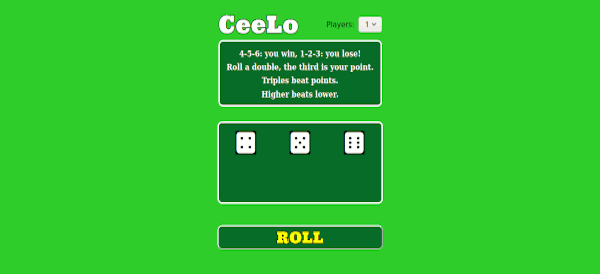 CeeLo
Players: 1
4-5-6: you win, 1-2-3: you lose!
Roll a double, the third is your point.
Triples beat points.
Higher beats lower.
ROLL